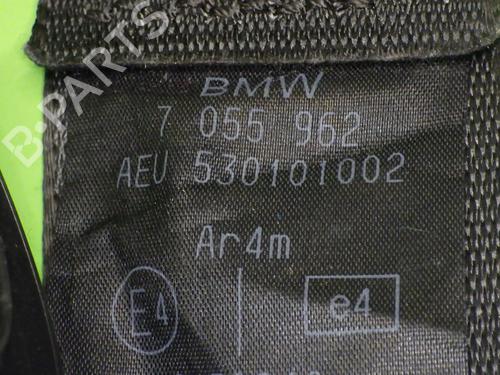 BMW
7 055 962
AEU 530101002
Ar4m
E4 e4
B-PARTS